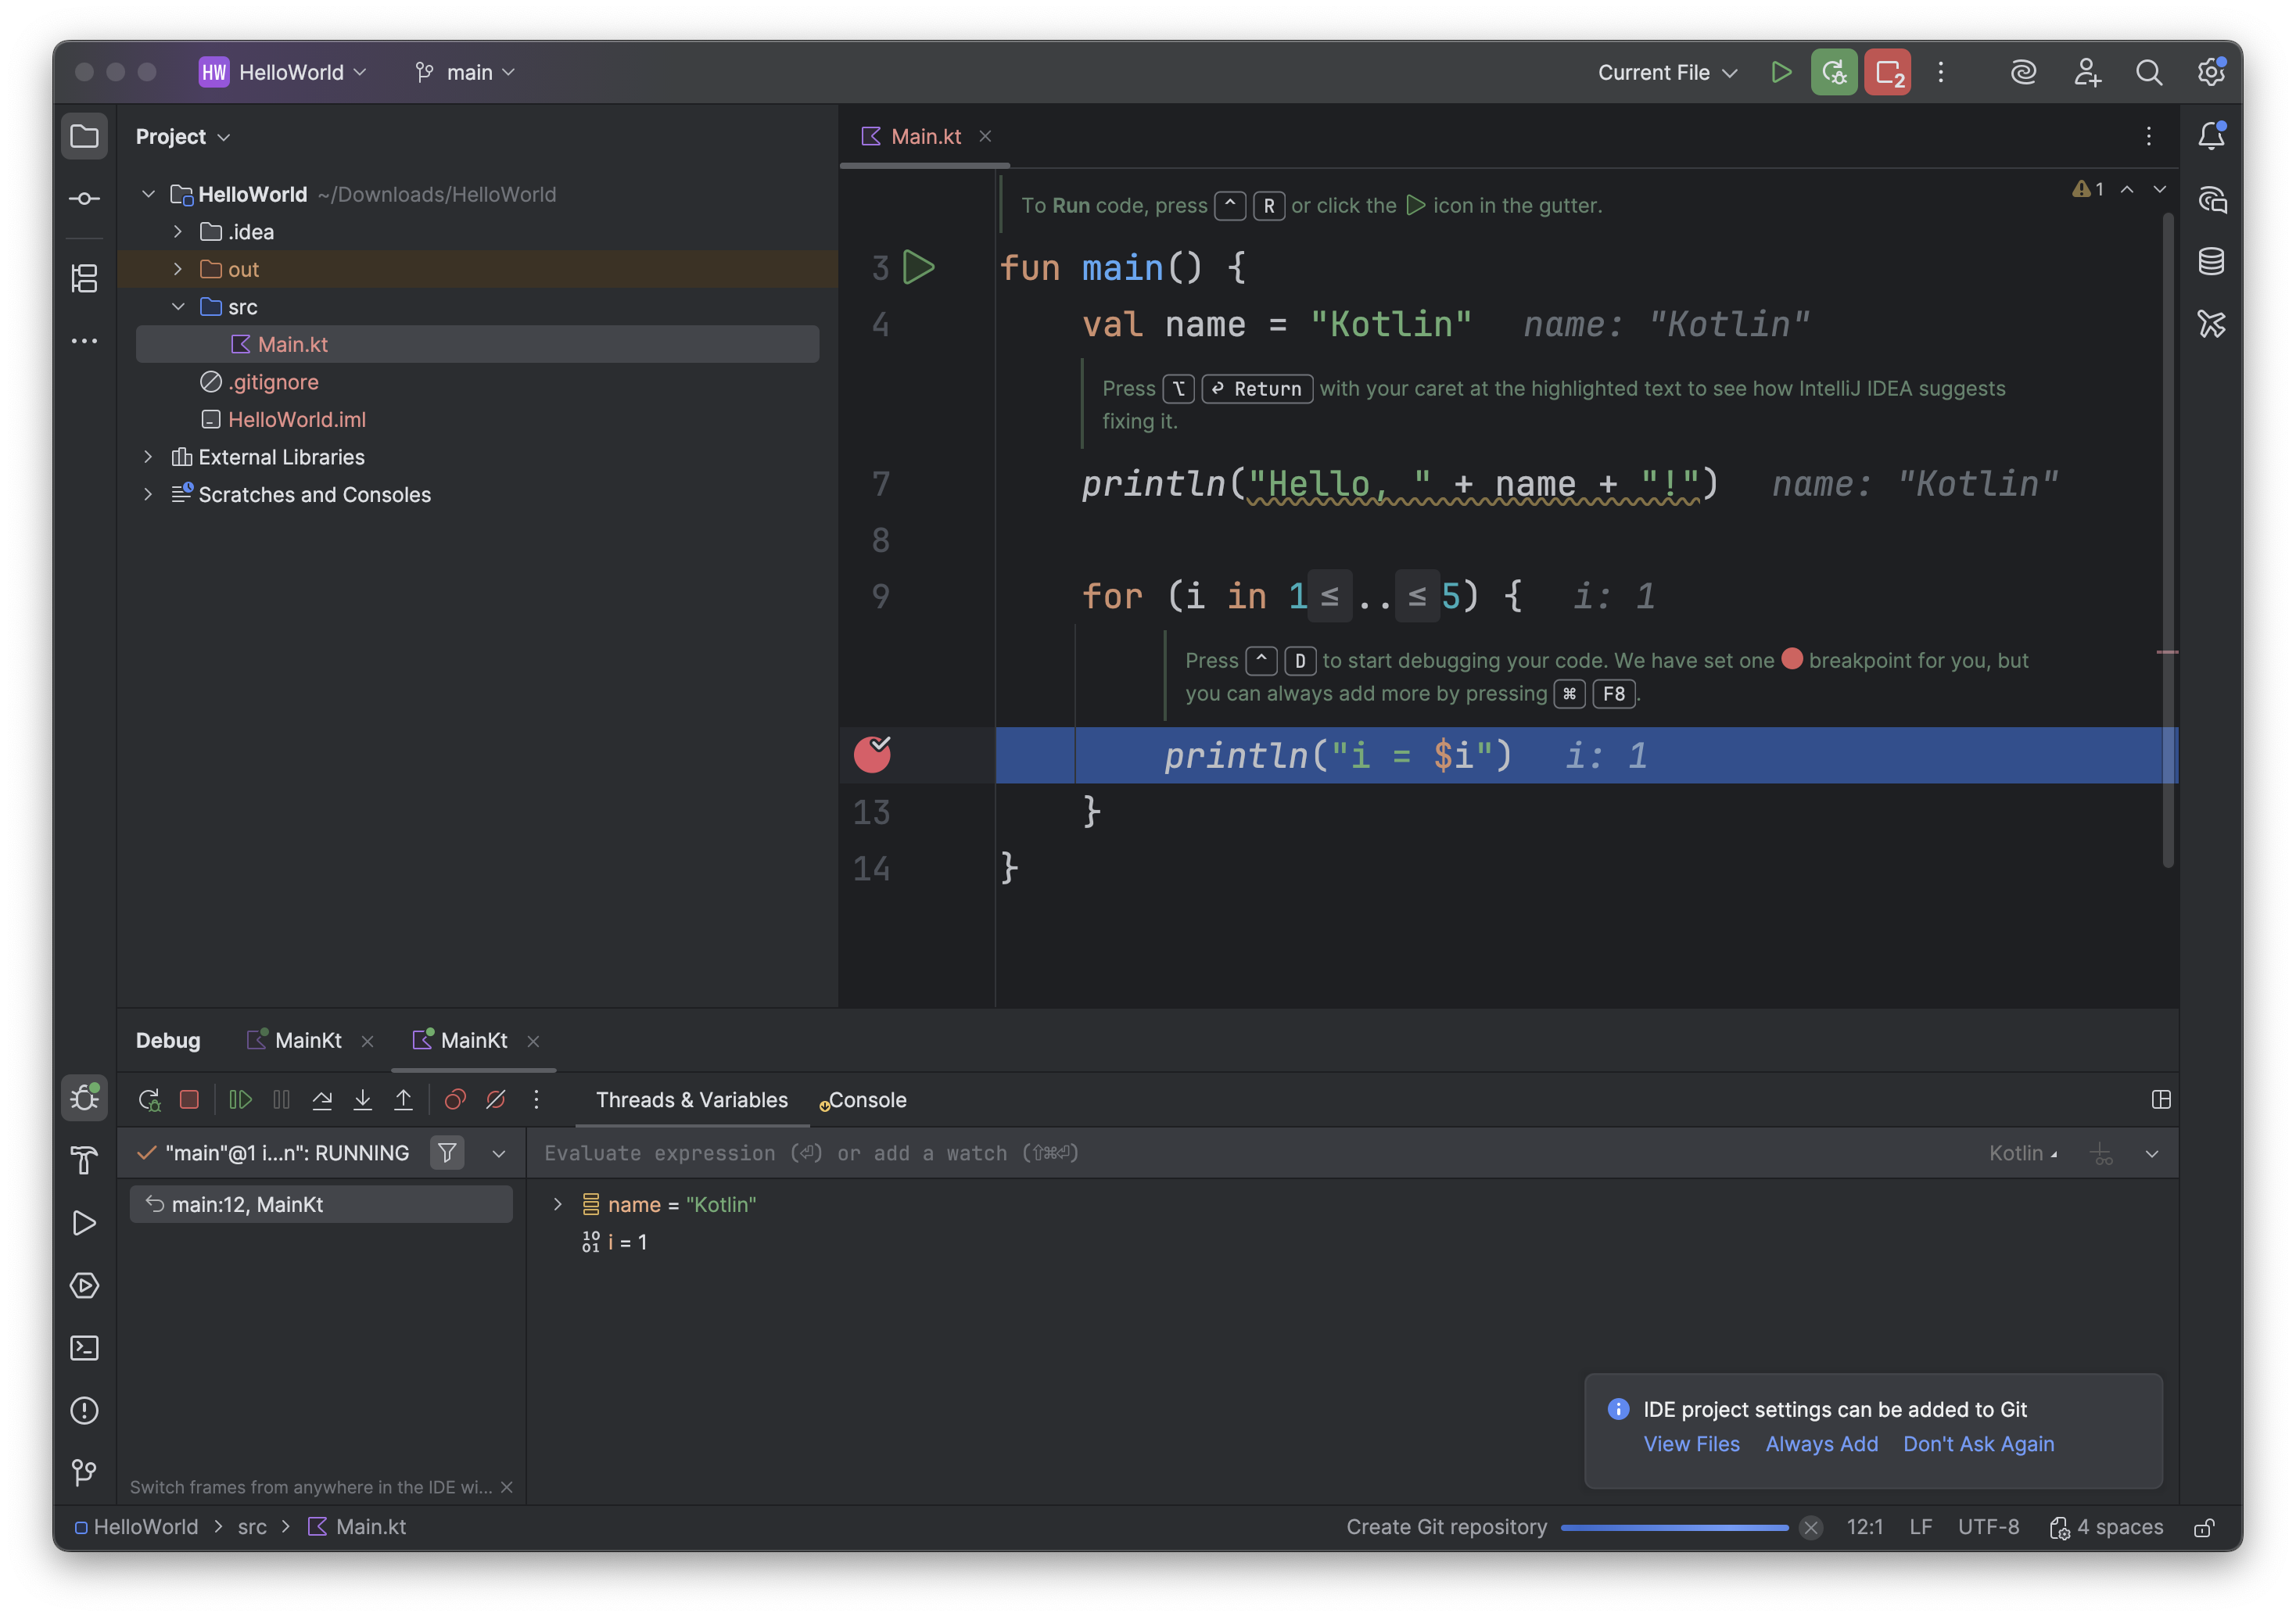 HW HelloWorld main Current File 2
Project
HelloWorld ~/Downloads/HelloWorld
.idea
out
src
Main.kt
.gitignore
HelloWorld.iml
External Libraries
Scratches and Consoles
Main.kt
1
To Run code, press ^ R or click the icon in the gutter.
3 fun main() {
4 val name = "Kotlin" name: "Kotlin"
Press ⌥ ⏎ Return with your caret at the highlighted text to see how IntelliJ IDEA suggests
fixing it.
7 println("Hello, " + name + "!") name: "Kotlin"
8
9 for (i in 1≤..≤5) { i: 1
Press ^ D to start debugging your code. We have set one breakpoint for you, but
you can always add more by pressing ⌘ F8.
println("i = $i") i: 1
13 }
14 }
Debug MainKt MainKt
Threads & Variables Console
"main"@1 i...n": RUNNING
Evaluate expression (⏎) or add a watch (⇧⌘⏎) Kotlin
main:12, MainKt
name = "Kotlin"
i = 1
IDE project settings can be added to Git
View Files Always Add Don't Ask Again
Switch frames from anywhere in the IDE wi...
HelloWorld > src > Main.kt
Create Git repository 12:1 LF UTF-8 4 spaces